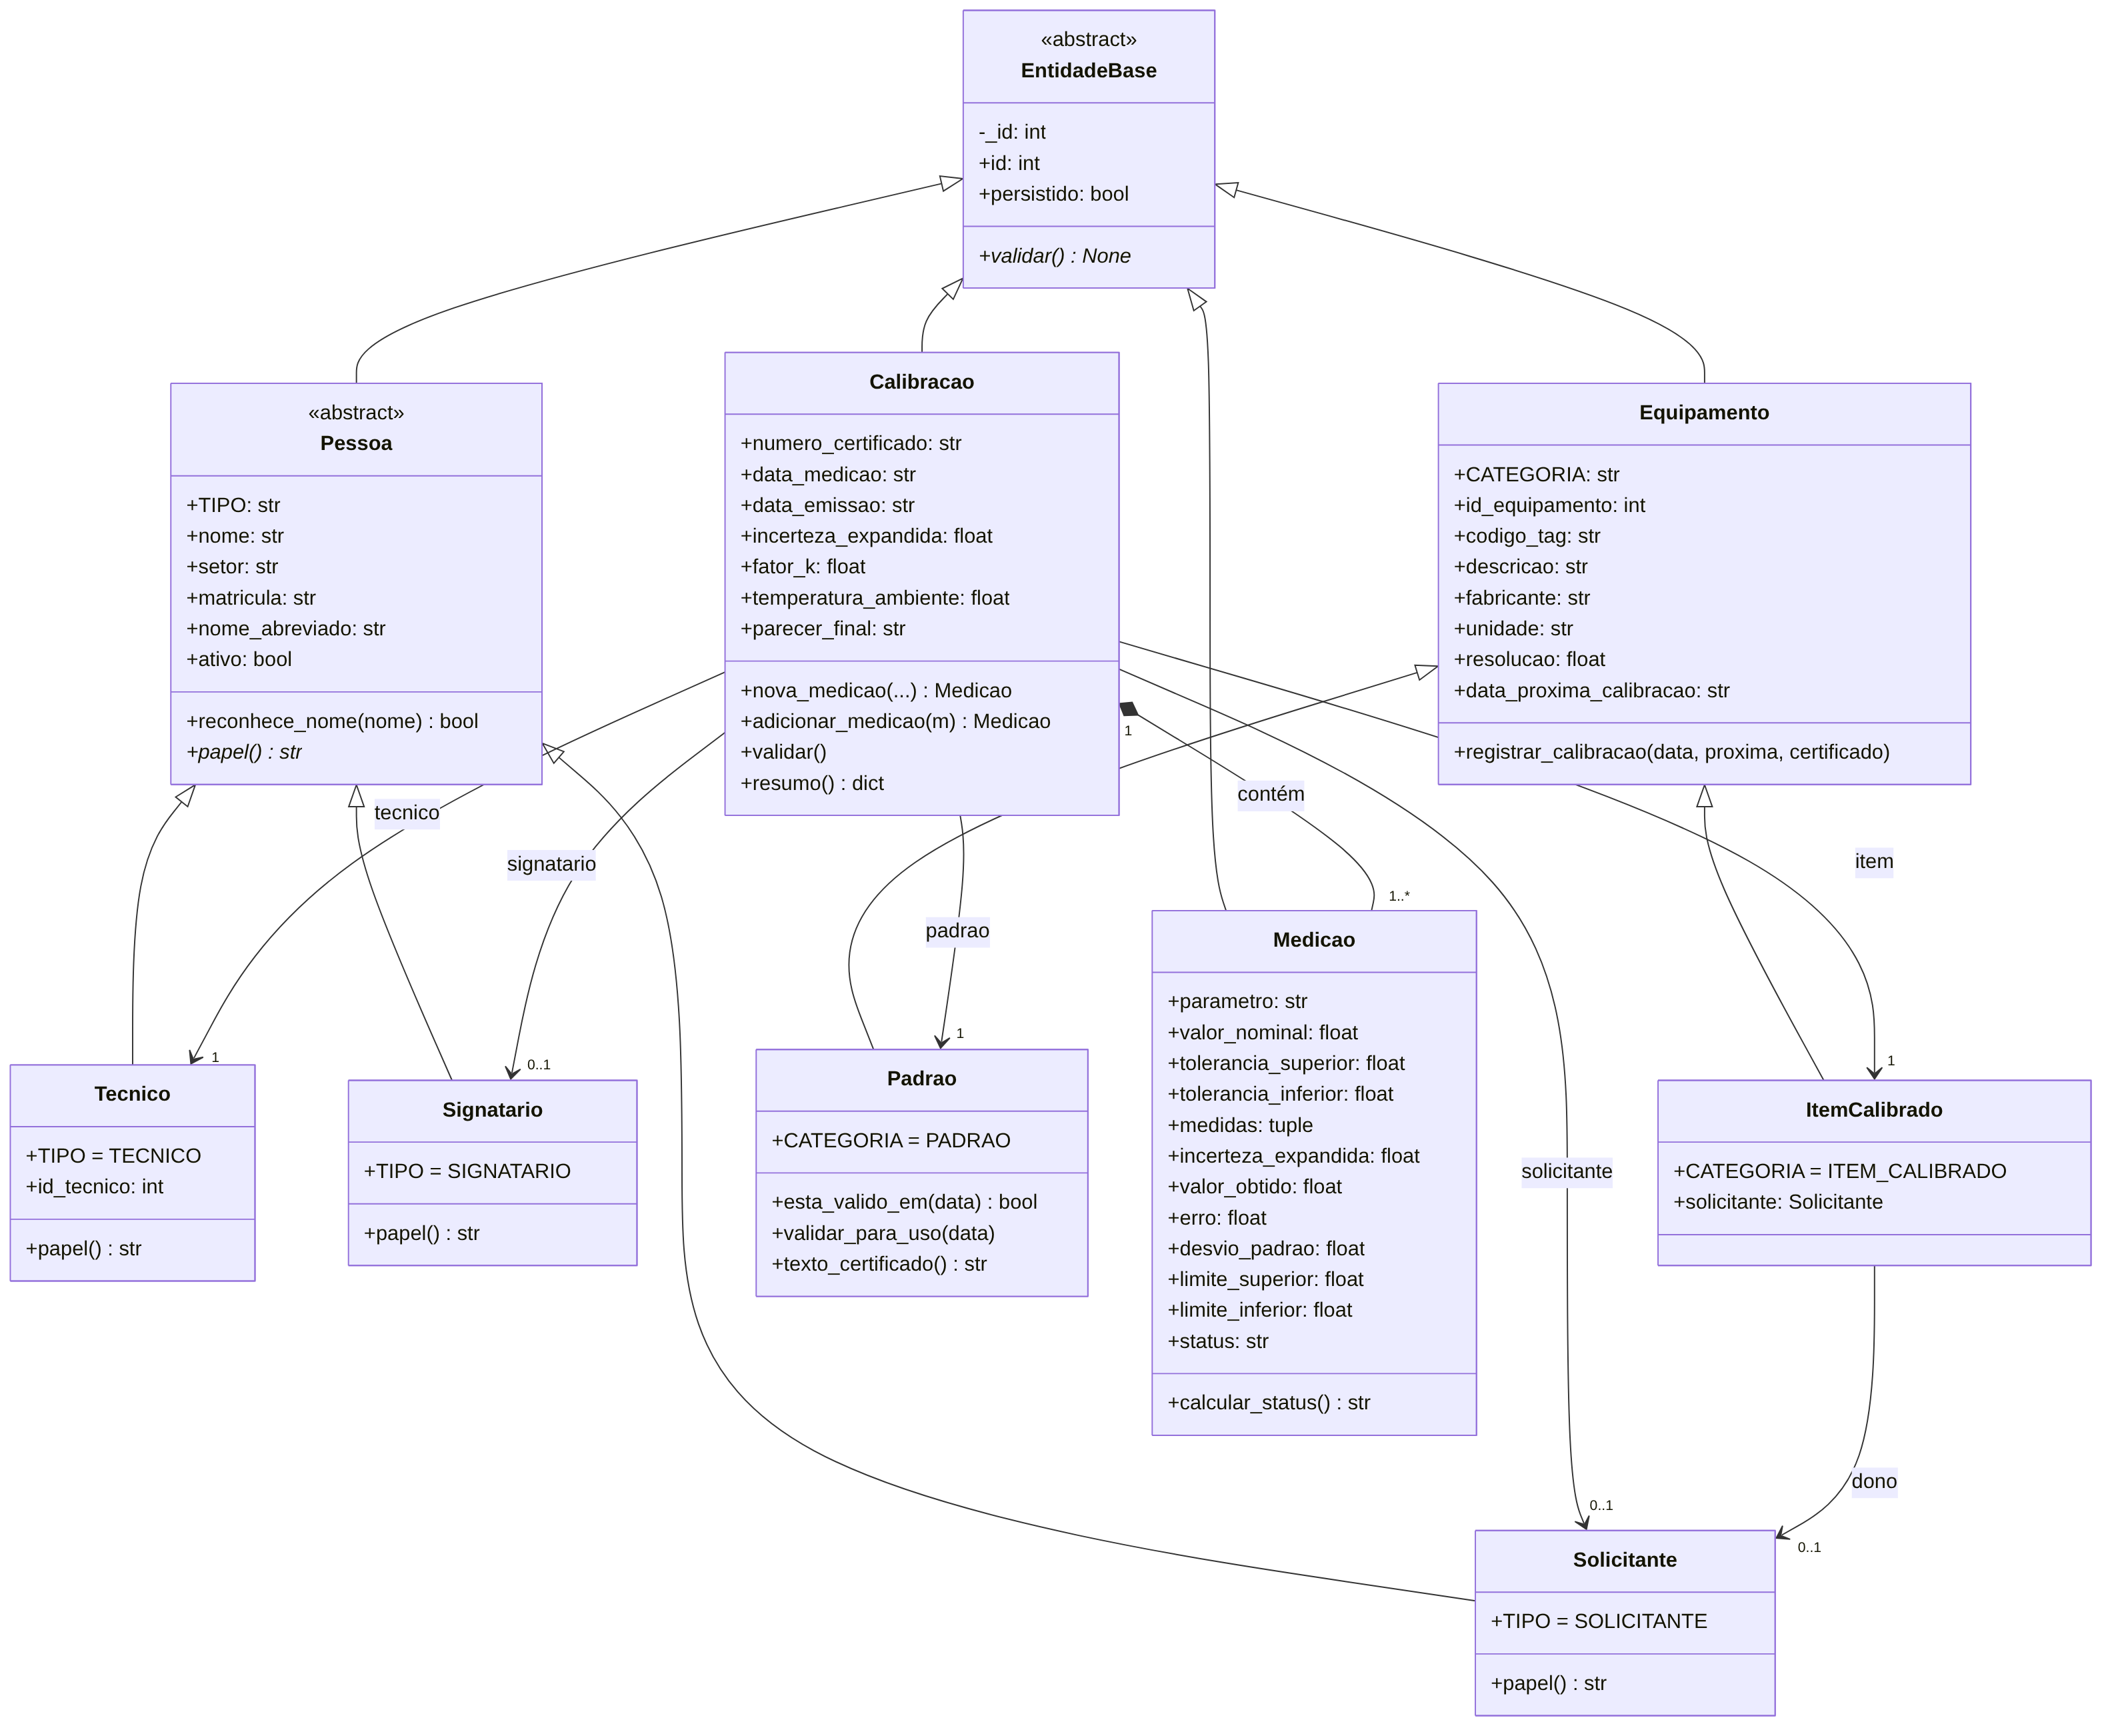 «abstract»
EntidadeBase
-_id: int
+id: int
+persistido: bool
+validar() : None
«abstract»
Pessoa
+TIPO: str
+nome: str
+setor: str
+matricula: str
+nome_abreviado: str
+ativo: bool
+reconhece_nome(nome) : bool
+papel() : str
Calibracao
+numero_certificado: str
+data_medicao: str
+data_emissao: str
+incerteza_expandida: float
+fator_k: float
+temperatura_ambiente: float
+parecer_final: str
+nova_medicao(...) : Medicao
+adicionar_medicao(m) : Medicao
+validar()
+resumo() : dict
Equipamento
+CATEGORIA: str
+id_equipamento: int
+codigo_tag: str
+descricao: str
+fabricante: str
+unidade: str
+resolucao: float
+data_proxima_calibracao: str
+registrar_calibracao(data, proxima, certificado)
1
contém
tecnico
signatario
item
padrao
1..*
1
0..1
1
1
Tecnico
+TIPO = TECNICO
+id_tecnico: int
+papel() : str
Signatario
+TIPO = SIGNATARIO
+papel() : str
Padrao
+CATEGORIA = PADRAO
+esta_valido_em(data) : bool
+validar_para_uso(data)
+texto_certificado() : str
Medicao
+parametro: str
+valor_nominal: float
+tolerancia_superior: float
+tolerancia_inferior: float
+medidas: tuple
+incerteza_expandida: float
+valor_obtido: float
+erro: float
+desvio_padrao: float
+limite_superior: float
+limite_inferior: float
+status: str
+calcular_status() : str
solicitante
ItemCalibrado
+CATEGORIA = ITEM_CALIBRADO
+solicitante: Solicitante
dono
0..1
0..1
Solicitante
+TIPO = SOLICITANTE
+papel() : str